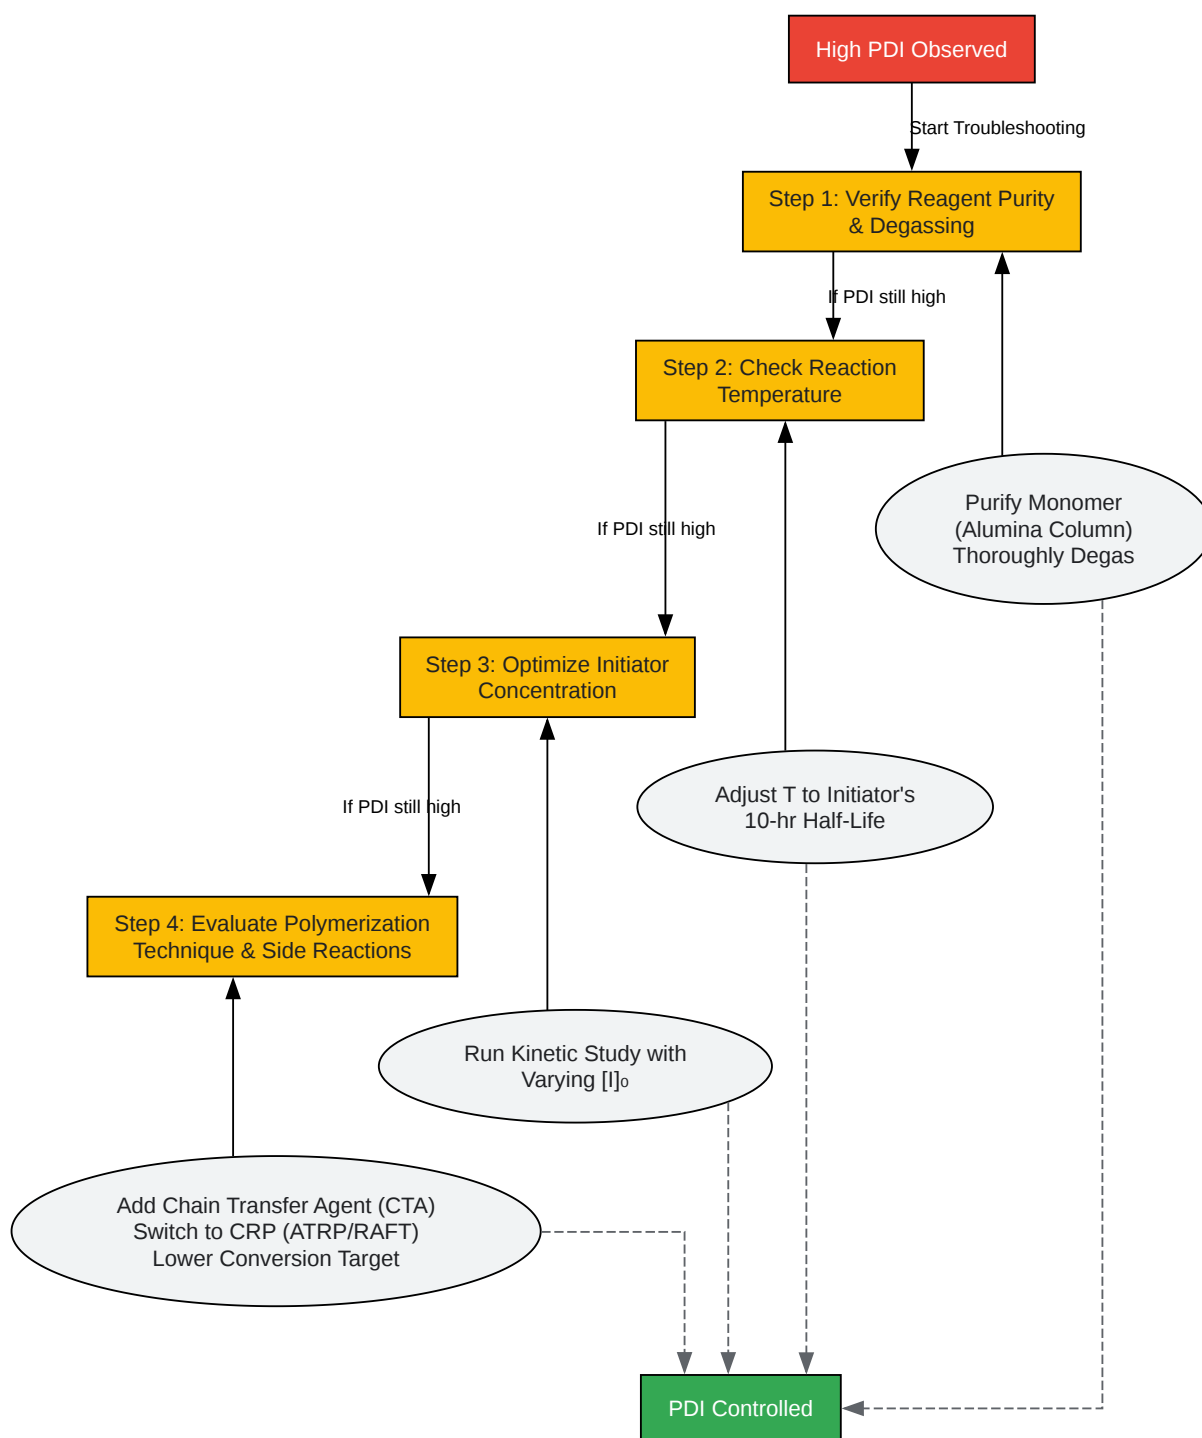 High PDI Observed
Start Troubleshooting
Step 1: Verify Reagent Purity
& Degassing
If PDI still high
Step 2: Check Reaction
Temperature
Purify Monomer
(Alumina Column)
Thoroughly Degas
If PDI still high
Step 3: Optimize Initiator
Concentration
Adjust T to Initiator's
10-hr Half-Life
If PDI still high
Step 4: Evaluate Polymerization
Technique & Side Reactions
Run Kinetic Study with
Varying [I]₀
Add Chain Transfer Agent (CTA)
Switch to CRP (ATRP/RAFT)
Lower Conversion Target
PDI Controlled